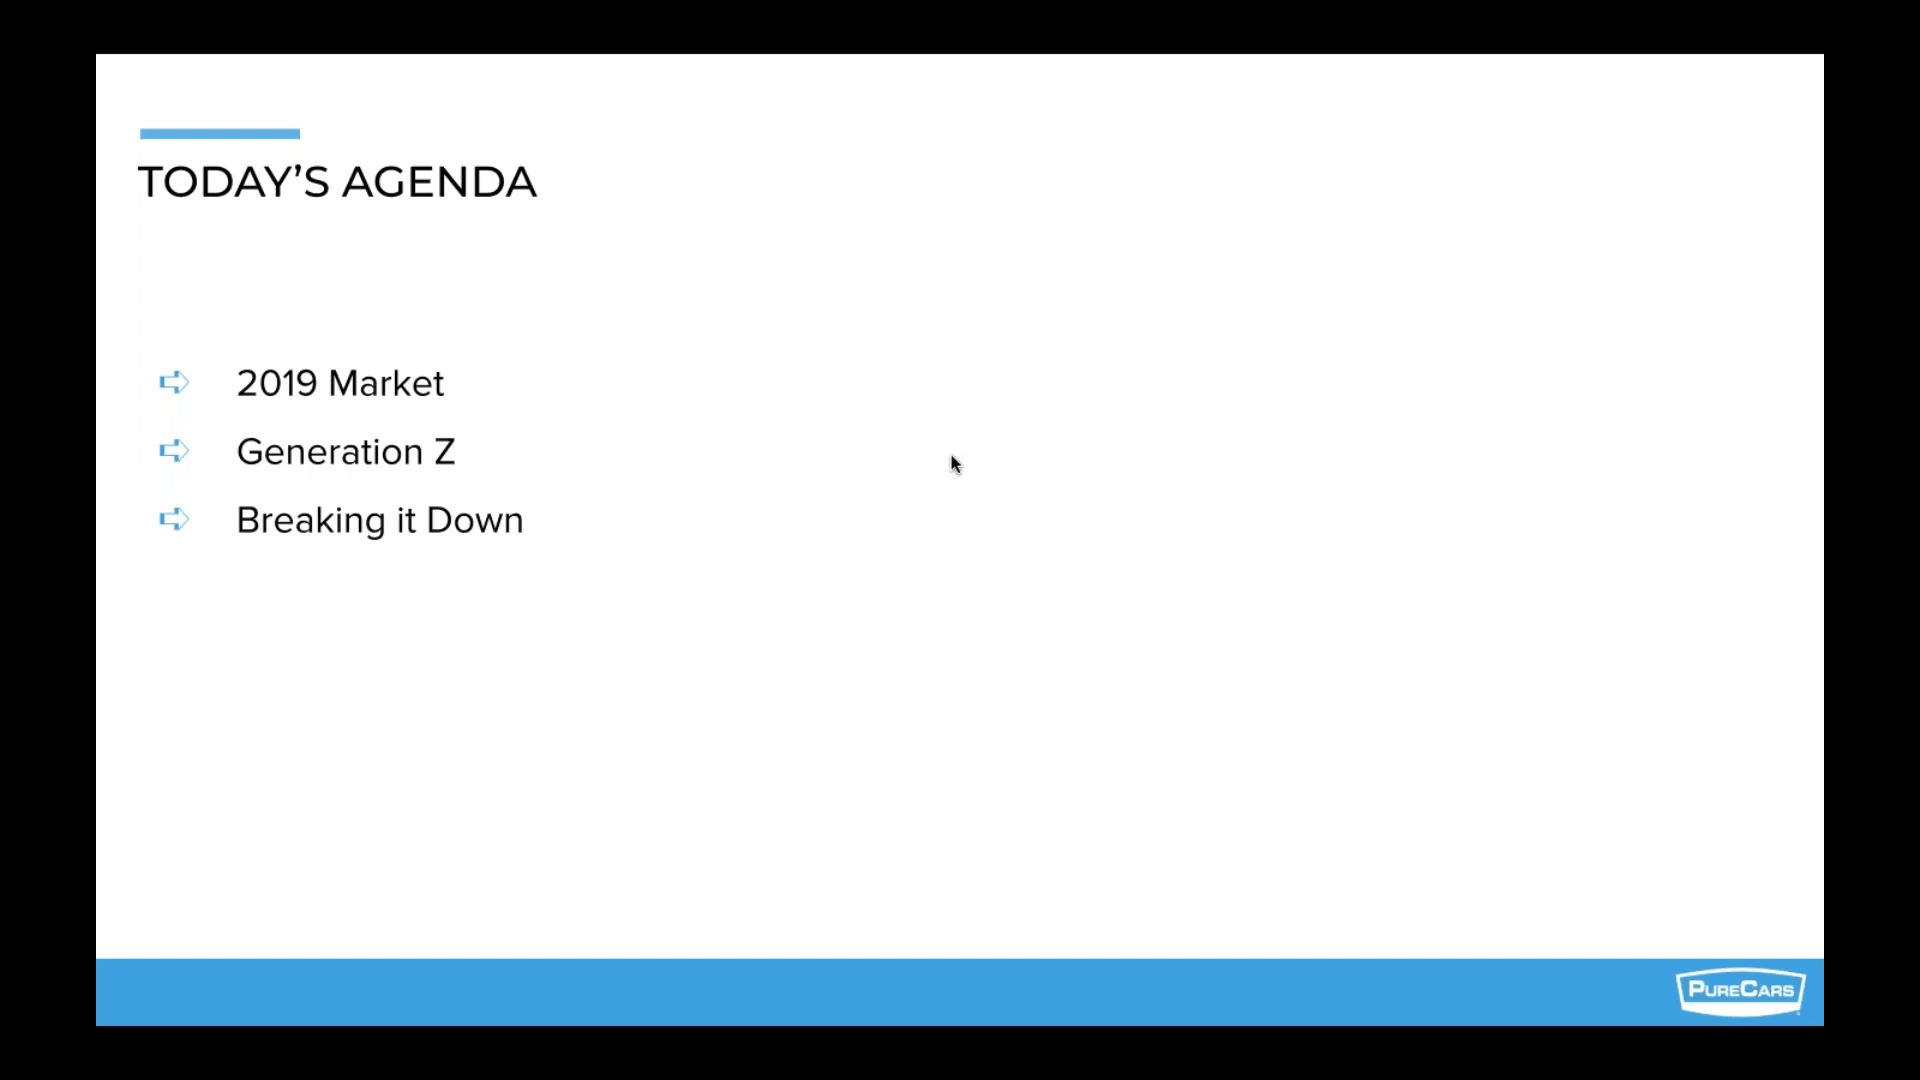 TODAY’S AGENDA
2019 Market
Generation Z
Breaking it Down
PURECARS